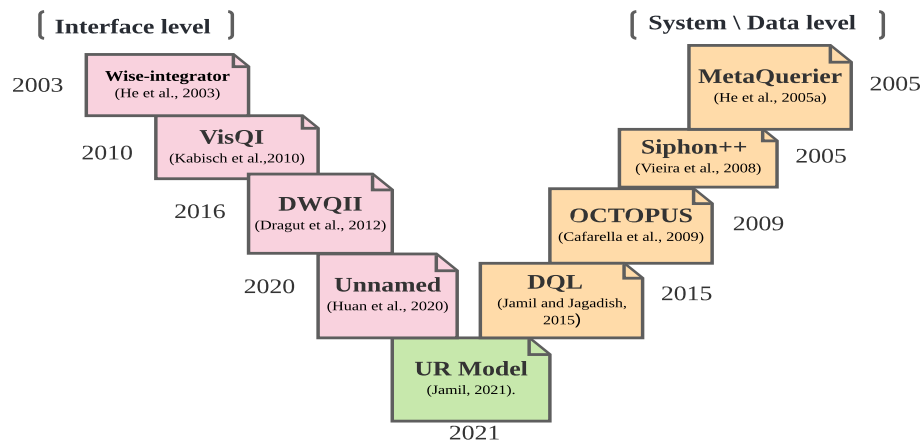 [ Interface level ]
[ System \ Data level ]
2003
Wise-integrator
(He et al., 2003)
MetaQuerier
(He et al., 2005a)
2005
2010
VisQI
(Kabisch et al.,2010)
Siphon++
(Vieira et al., 2008)
2005
2016
DWQII
(Dragut et al., 2012)
OCTOPUS
(Cafarella et al., 2009)
2009
2020
Unnamed
(Huan et al., 2020)
DQL
(Jamil and Jagadish,
2015)
2015
UR Model
(Jamil, 2021).
2021